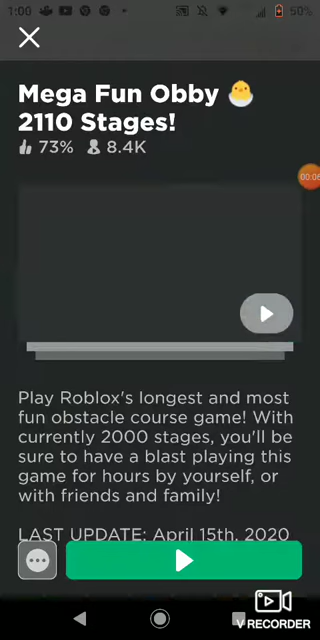 1:00
50%
Mega Fun Obby 🐣
2110 Stages!
73% 8.4K
00:06
Play Roblox's longest and most
fun obstacle course game! With
currently 2000 stages, you'll be
sure to have a blast playing this
game for hours by yourself, or
with friends and family!
LAST UPDATE: April 15th, 2020
V RECORDER